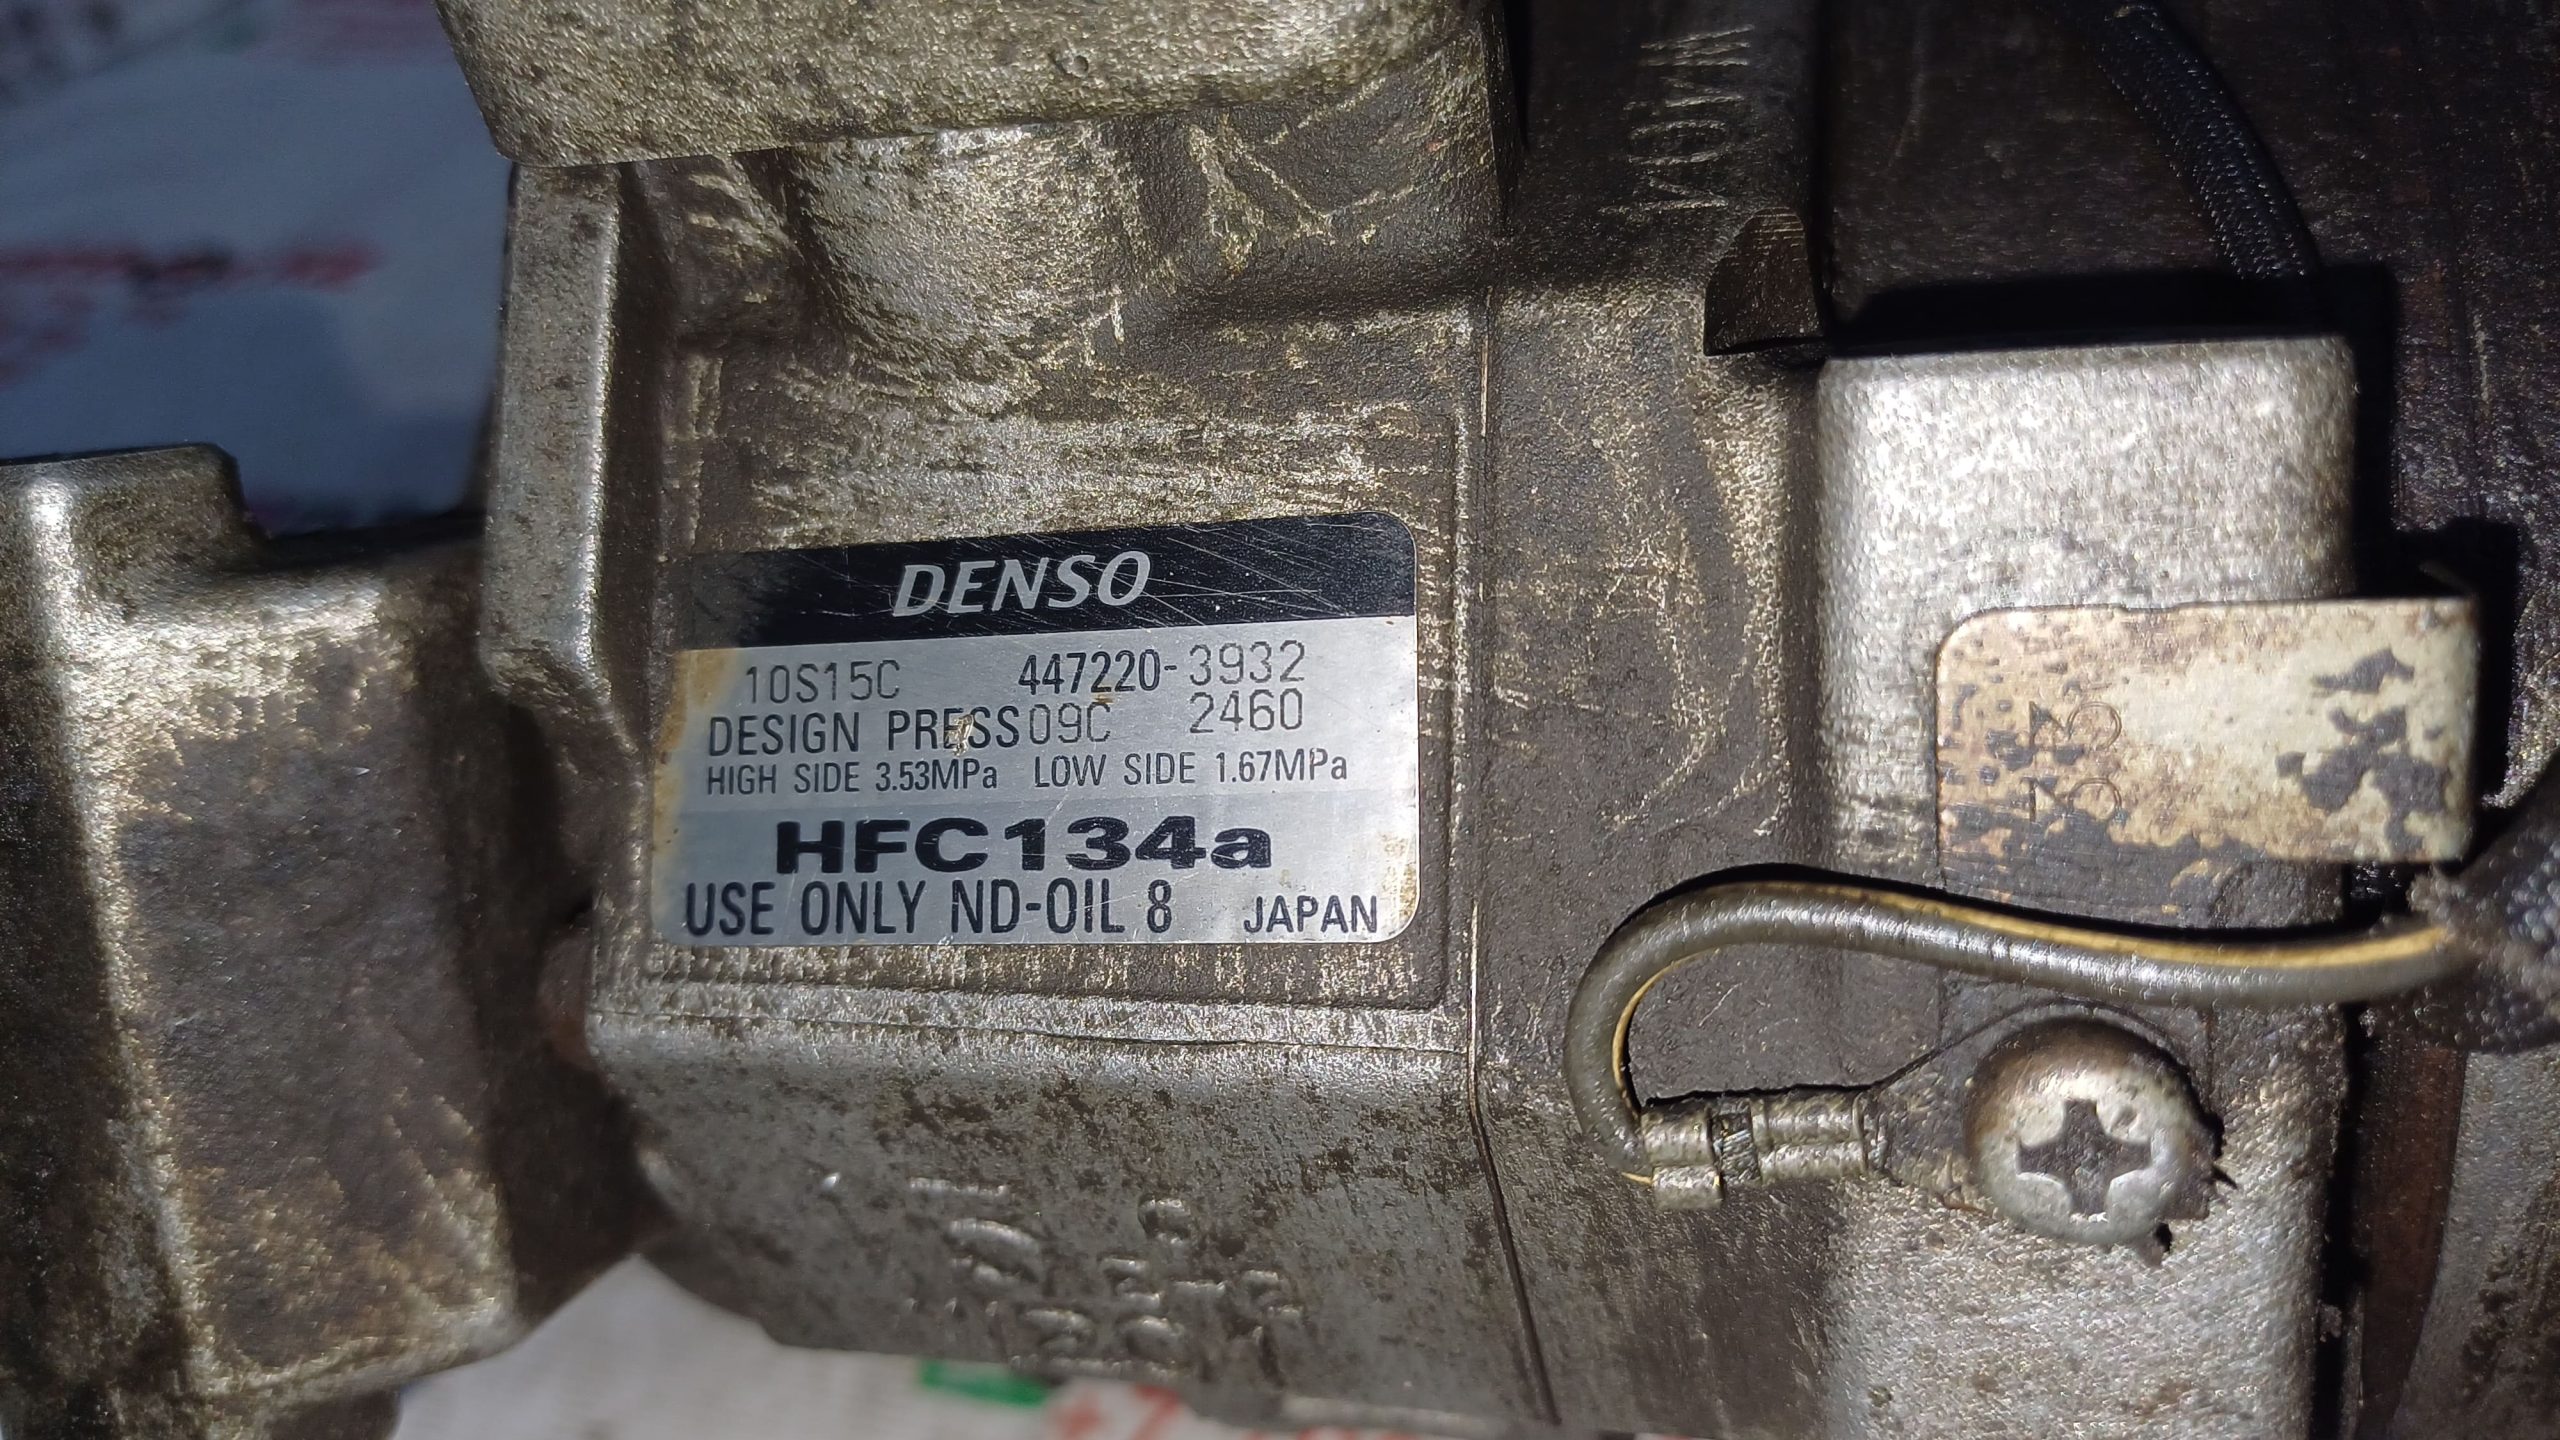 DENSO
10S15C 447220-3932
DESIGN PRESS 09C 2460
HIGH SIDE 3.53MPa LOW SIDE 1.67MPa
HFC134a
USE ONLY ND-OIL 8 JAPAN